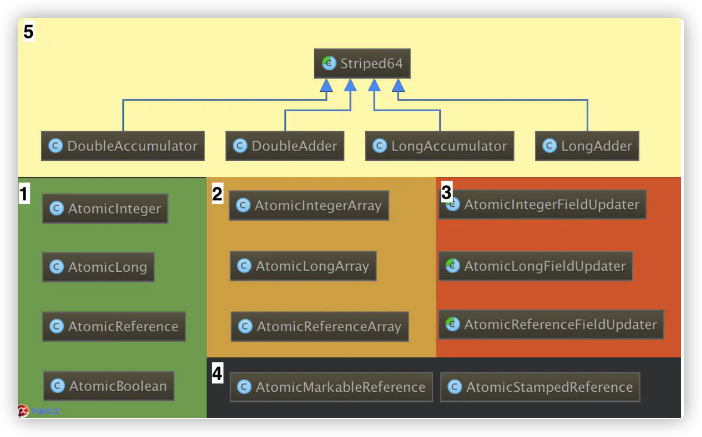 5
Striped64
DoubleAccumulator
DoubleAdder
LongAccumulator
LongAdder
1
AtomicInteger
AtomicLong
AtomicReference
AtomicBoolean
2
AtomicIntegerArray
AtomicLongArray
AtomicReferenceArray
3
AtomicIntegerFieldUpdater
AtomicLongFieldUpdater
AtomicReferenceFieldUpdater
4
AtomicMarkableReference
AtomicStampedReference